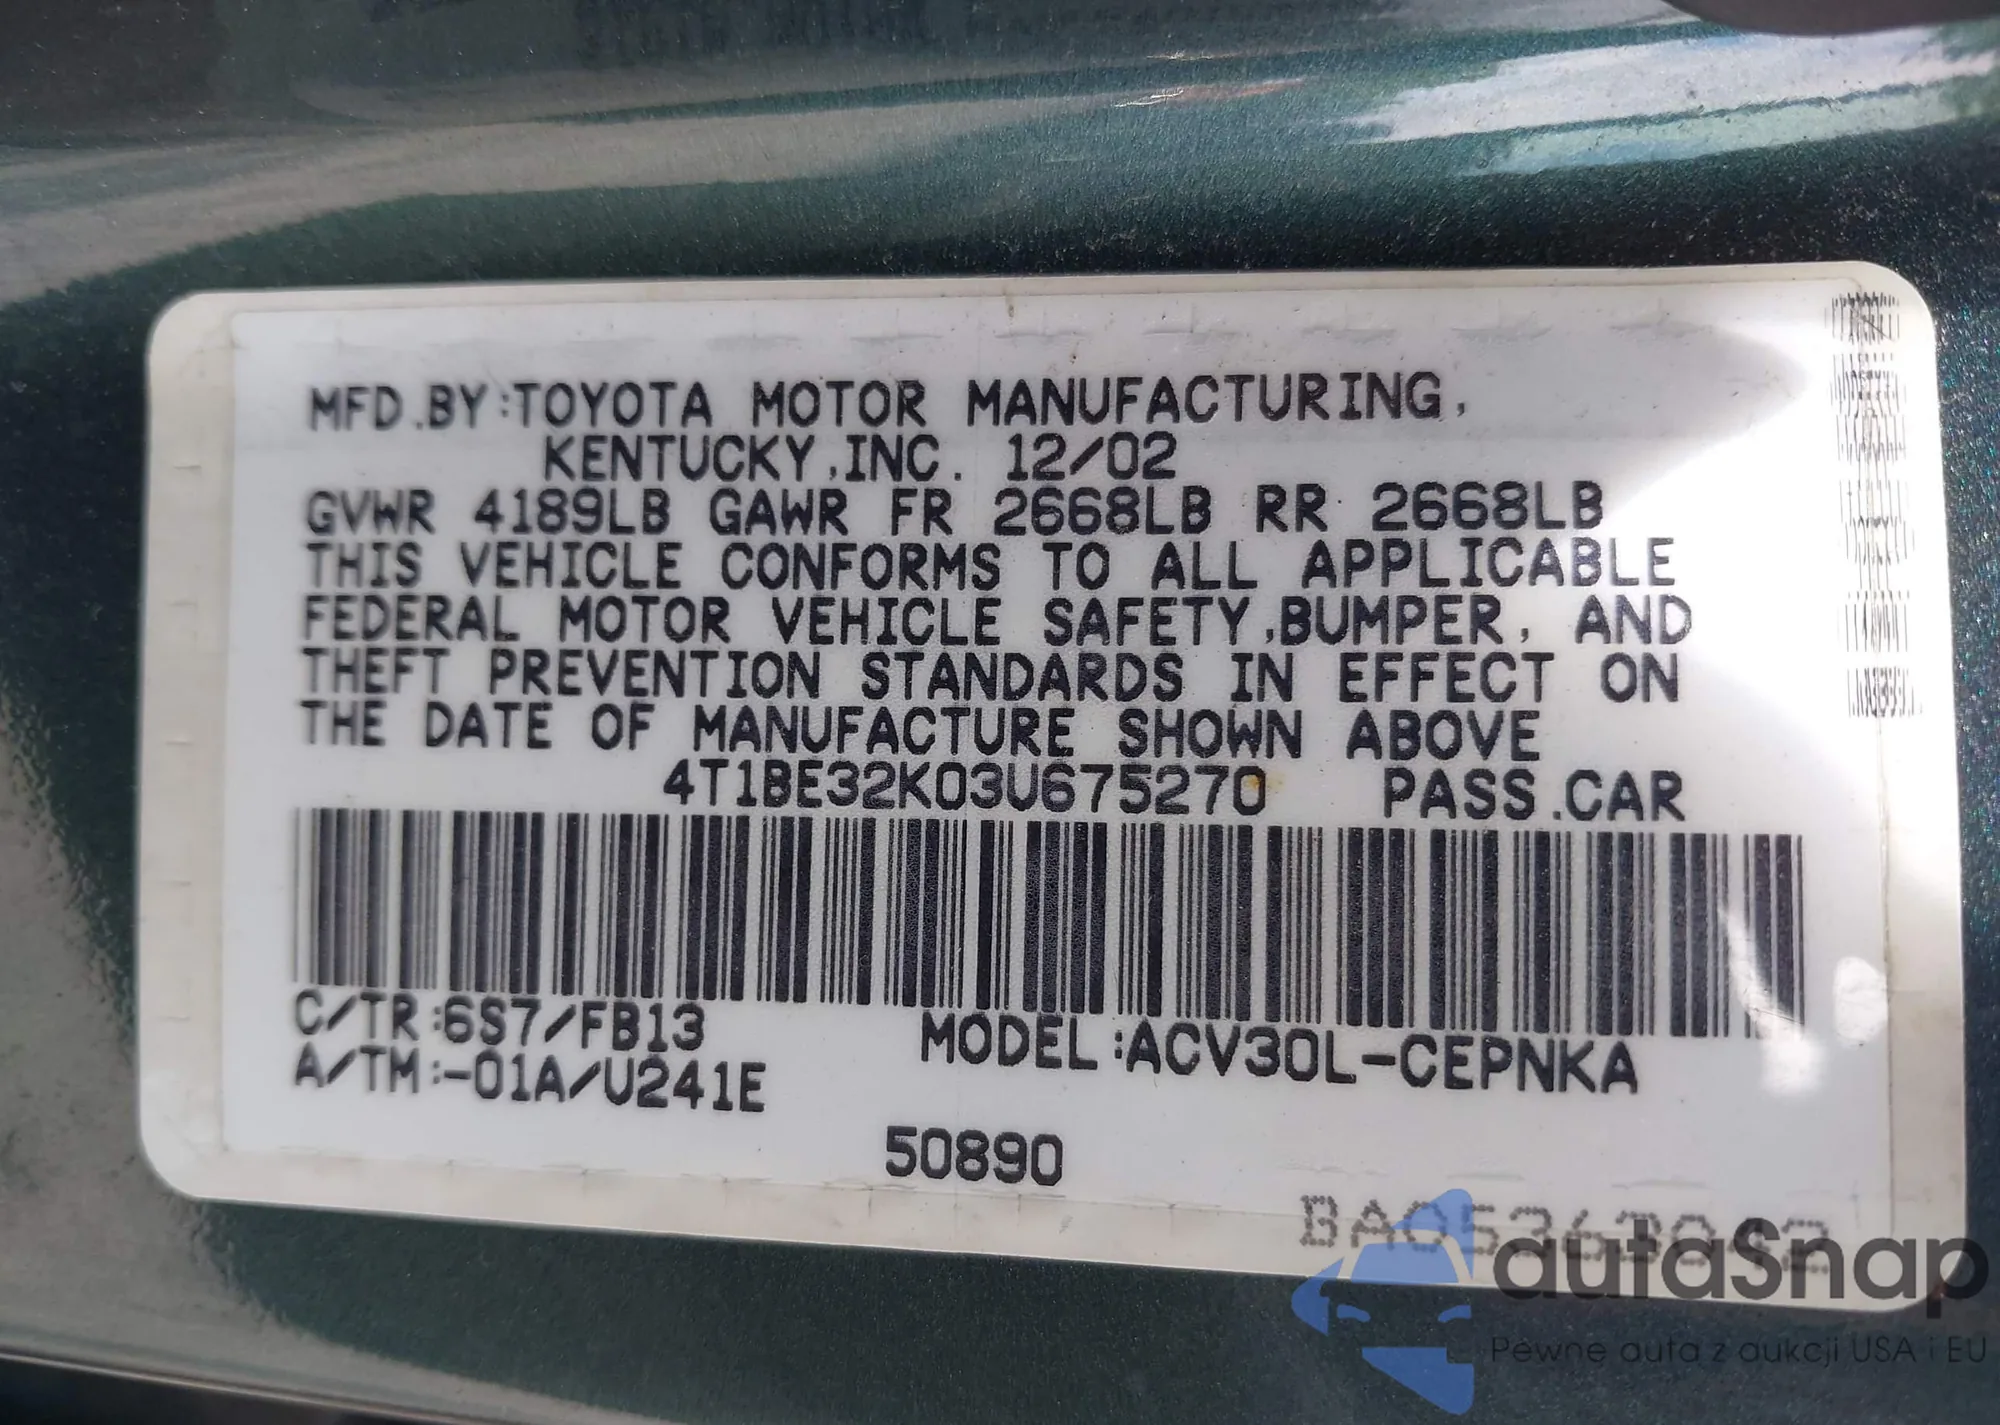 MFD.BY:TOYOTA MOTOR MANUFACTURING,
KENTUCKY,INC. 12/02
GVWR 4189LB GAWR FR 2668LB RR 2668LB
THIS VEHICLE CONFORMS TO ALL APPLICABLE
FEDERAL MOTOR VEHICLE SAFETY,BUMPER, AND
THEFT PREVENTION STANDARDS IN EFFECT ON
THE DATE OF MANUFACTURE SHOWN ABOVE
4T1BE32K03U675270 PASS.CAR
C/TR:6S7/FB13
A/TM:-01A/U241E
MODEL:ACV30L-CEPNKA
50890
autaSnap
Pewne auta z aukcji USA i EU